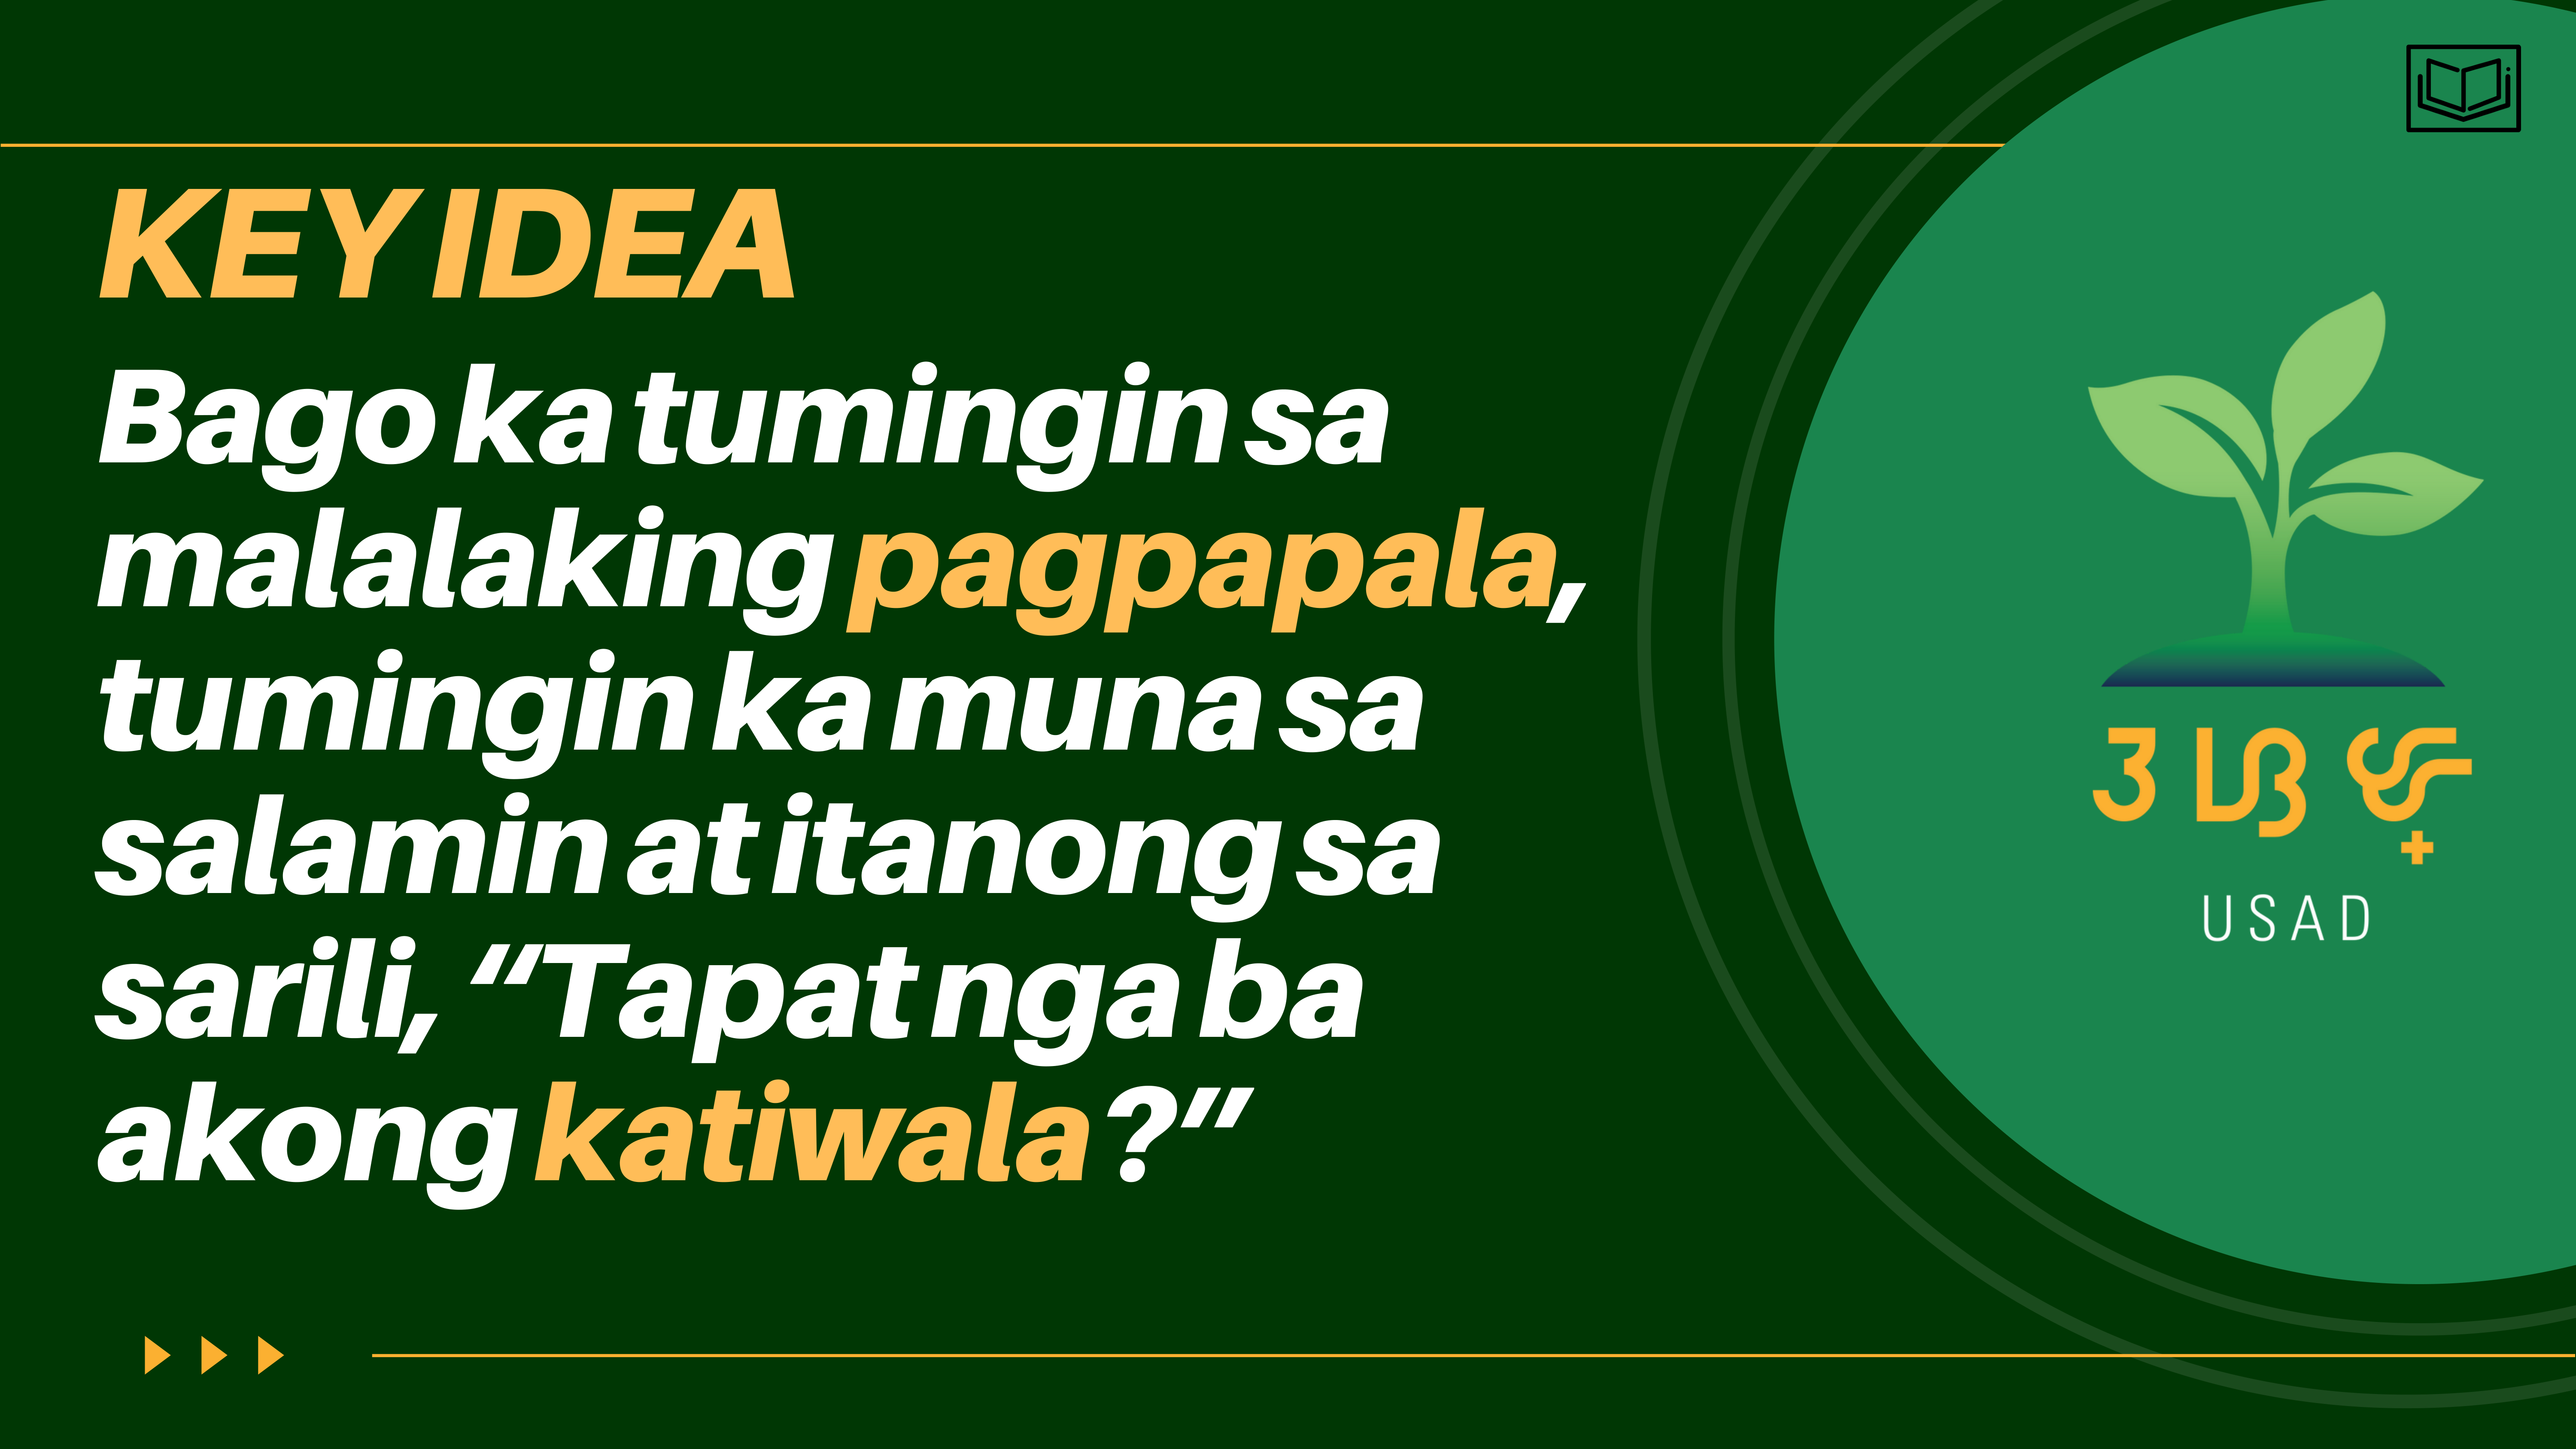 KEY IDEA
Bago ka tumingin sa
malalaking pagpapala,
tumingin ka muna sa
salamin at itanong sa
sarili, “Tapat nga ba
akong katiwala?”
ᜂ ᜐ ᜇ᜔
USAD